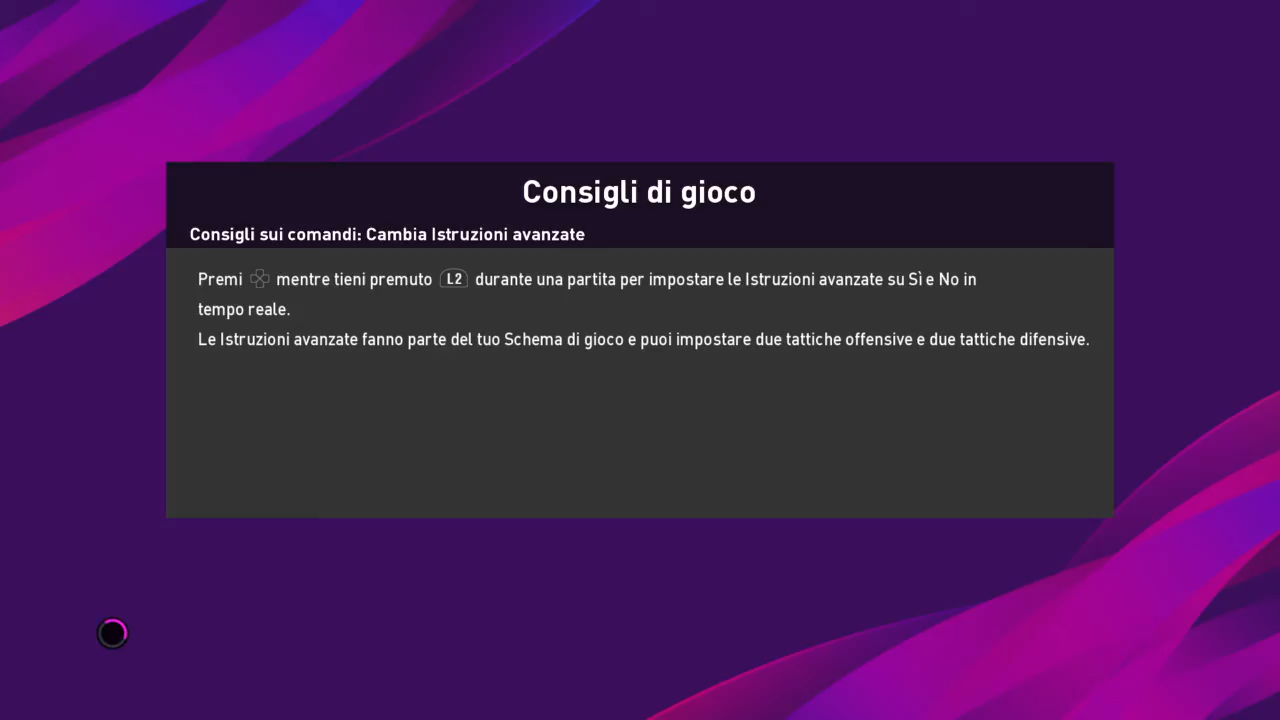 Consigli di gioco
Consigli sui comandi: Cambia Istruzioni avanzate
Premi mentre tieni premuto L2 durante una partita per impostare le Istruzioni avanzate su Sì e No in
tempo reale.
Le Istruzioni avanzate fanno parte del tuo Schema di gioco e puoi impostare due tattiche offensive e due tattiche difensive.